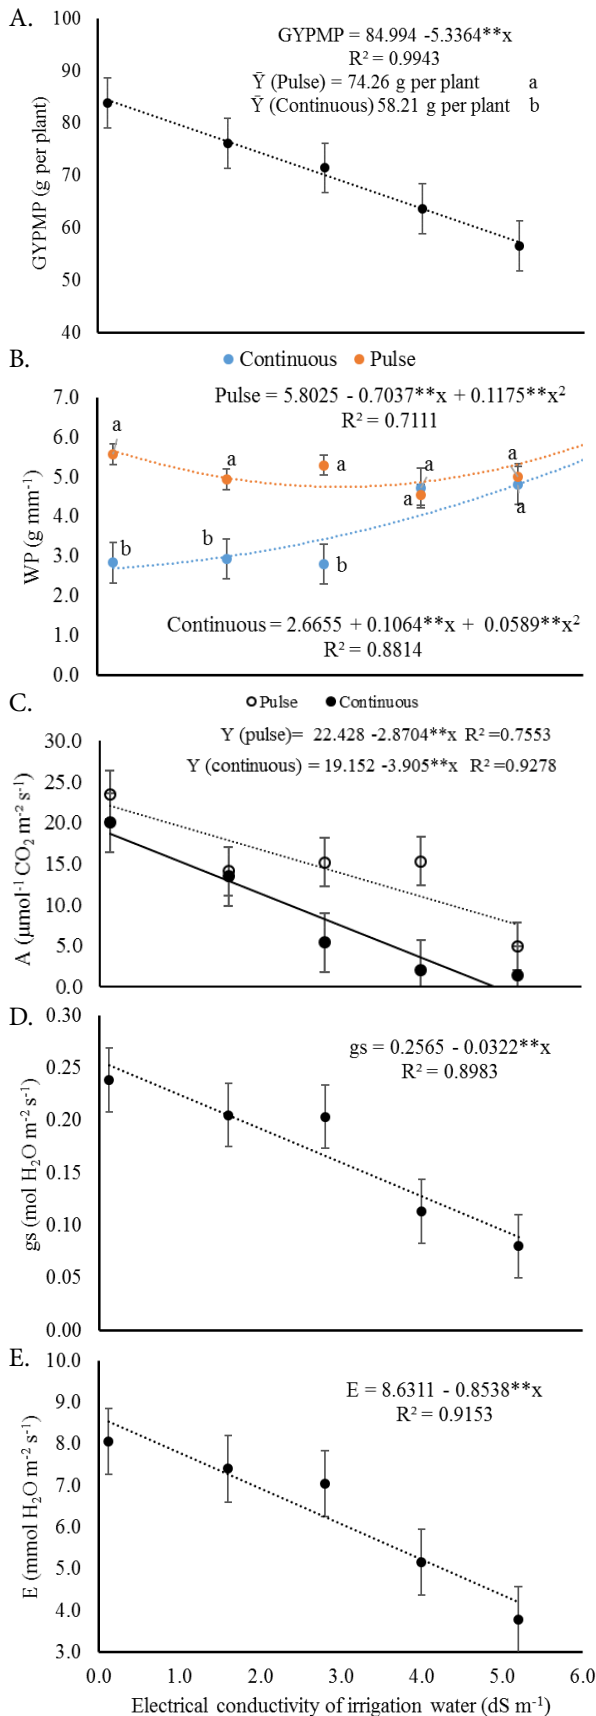 A.
GYPMP = 84.994 -5.3364**x
R² = 0.9943
Ȳ (Pulse) = 74.26 g per plant a
Ȳ (Continuous) 58.21 g per plant b
GYPMP (g per plant)
100
90
80
70
60
50
40
B.
Continuous Pulse
Pulse = 5.8025 - 0.7037**x + 0.1175**x²
R² = 0.7111
WP (g mm⁻¹)
7.0
6.0
5.0
4.0
3.0
2.0
1.0
0.0
a
a
a
a
a
a
a
b
b
b
Continuous = 2.6655 + 0.1064**x + 0.0589**x²
R² = 0.8814
C.
Pulse Continuous
Y (pulse)= 22.428 -2.8704**x R² =0.7553
Y (continuous) = 19.152 -3.905**x R² =0.9278
A (µmol⁻¹ CO₂ m⁻² s⁻¹)
30.0
25.0
20.0
15.0
10.0
5.0
0.0
D.
gs = 0.2565 - 0.0322**x
R² = 0.8983
gs (mol H₂O m⁻² s⁻¹)
0.30
0.25
0.20
0.15
0.10
0.05
0.00
E.
E = 8.6311 - 0.8538**x
R² = 0.9153
E (mmol H₂O m⁻² s⁻¹)
10.0
9.0
8.0
7.0
6.0
5.0
4.0
3.0
0.0 1.0 2.0 3.0 4.0 5.0 6.0
Electrical conductivity of irrigation water (dS m⁻¹)